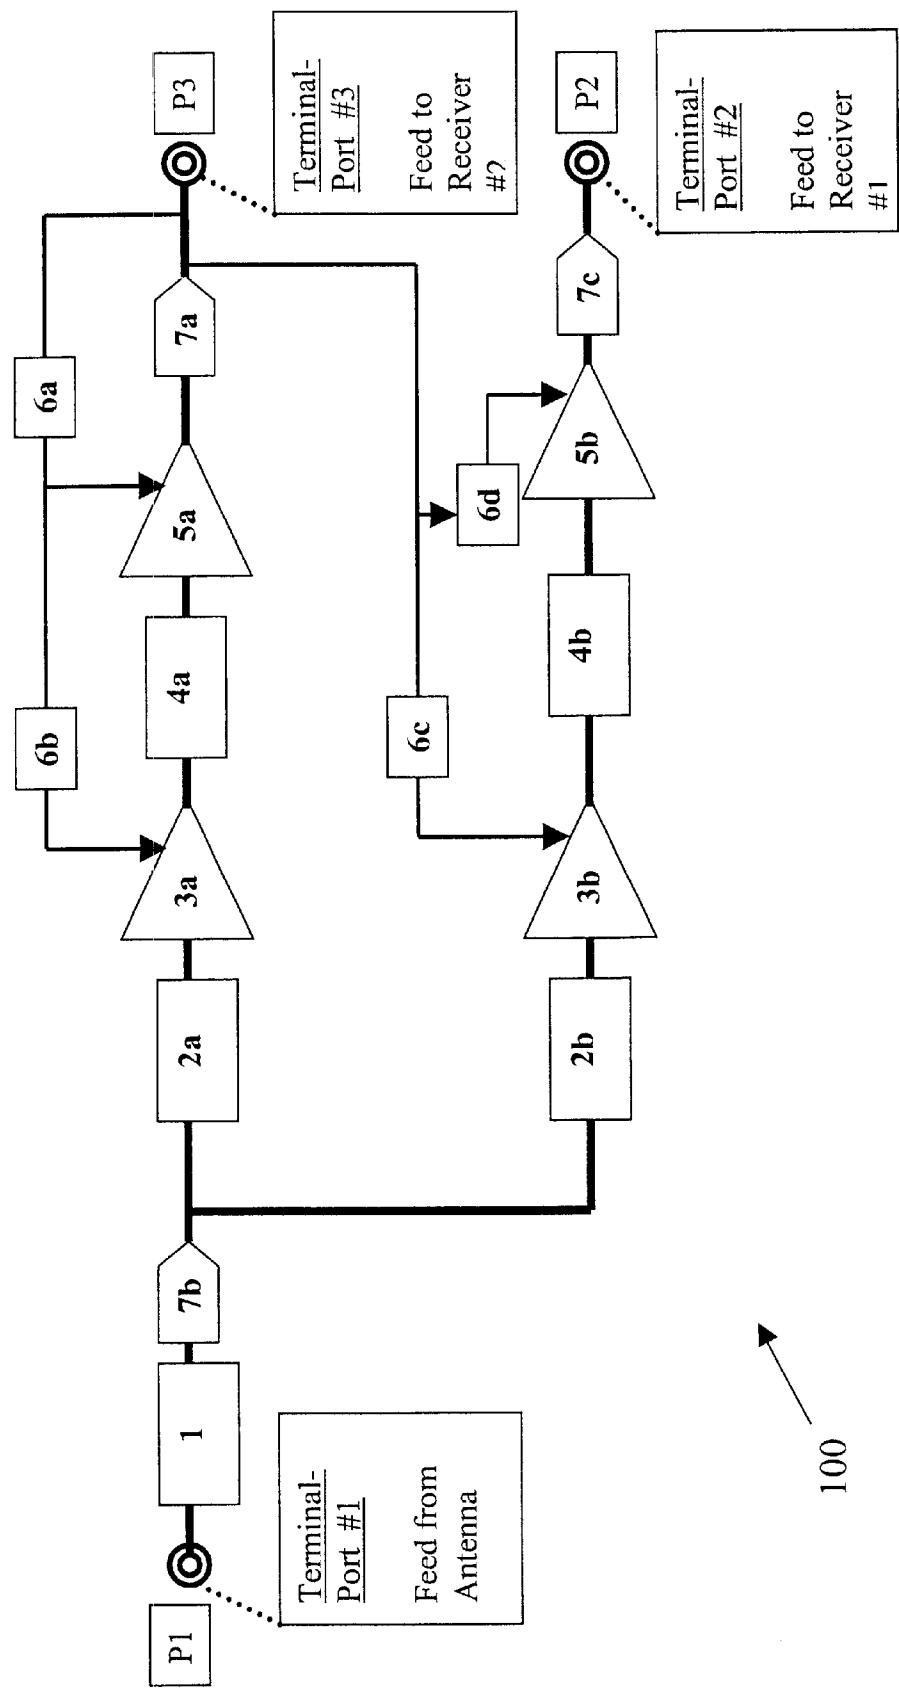 P1
Terminal-
Port #1
Feed from
Antenna
1
7b
2a
3a
6b
4a
5a
6a
7a
P3
Terminal-
Port #3
Feed to
Receiver
#2
2b
3b
6c
4b
6d
5b
7c
P2
Terminal-
Port #2
Feed to
Receiver
#1
100